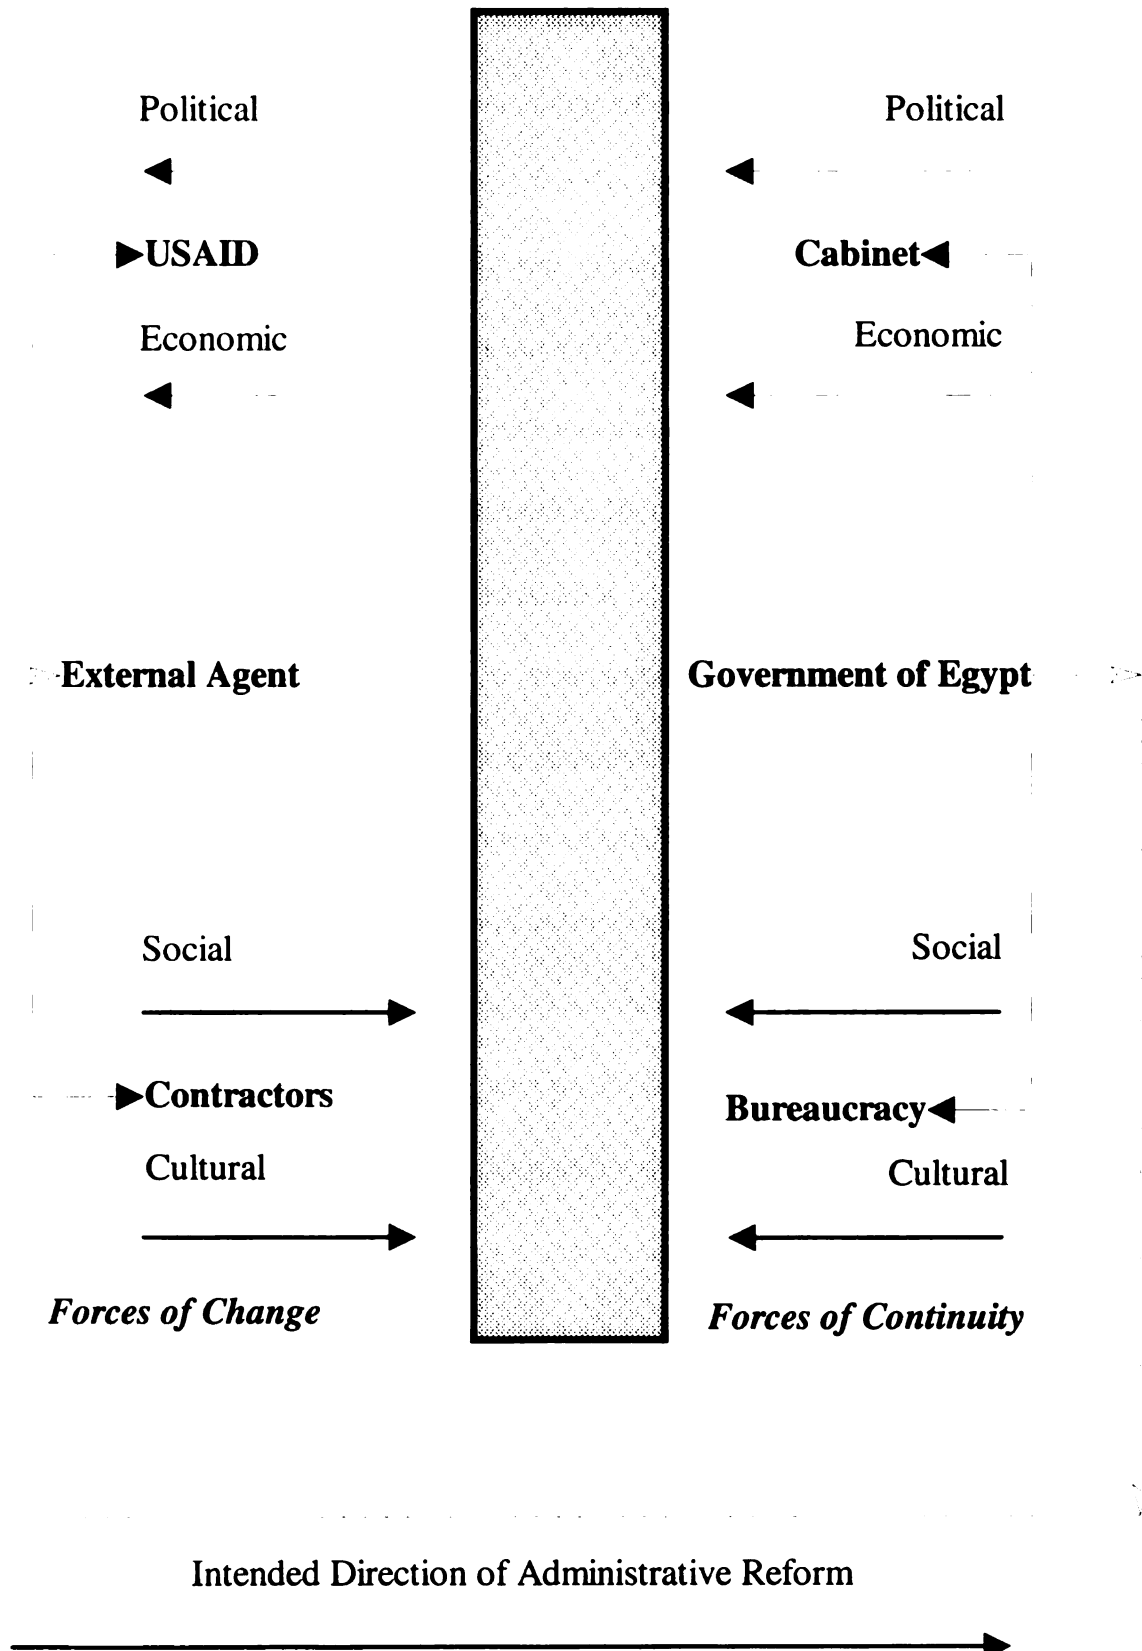 Political
USAID
Economic
External Agent
Social
Contractors
Cultural
Forces of Change
Political
Cabinet
Economic
Government of Egypt
Social
Bureaucracy
Cultural
Forces of Continuity
Intended Direction of Administrative Reform